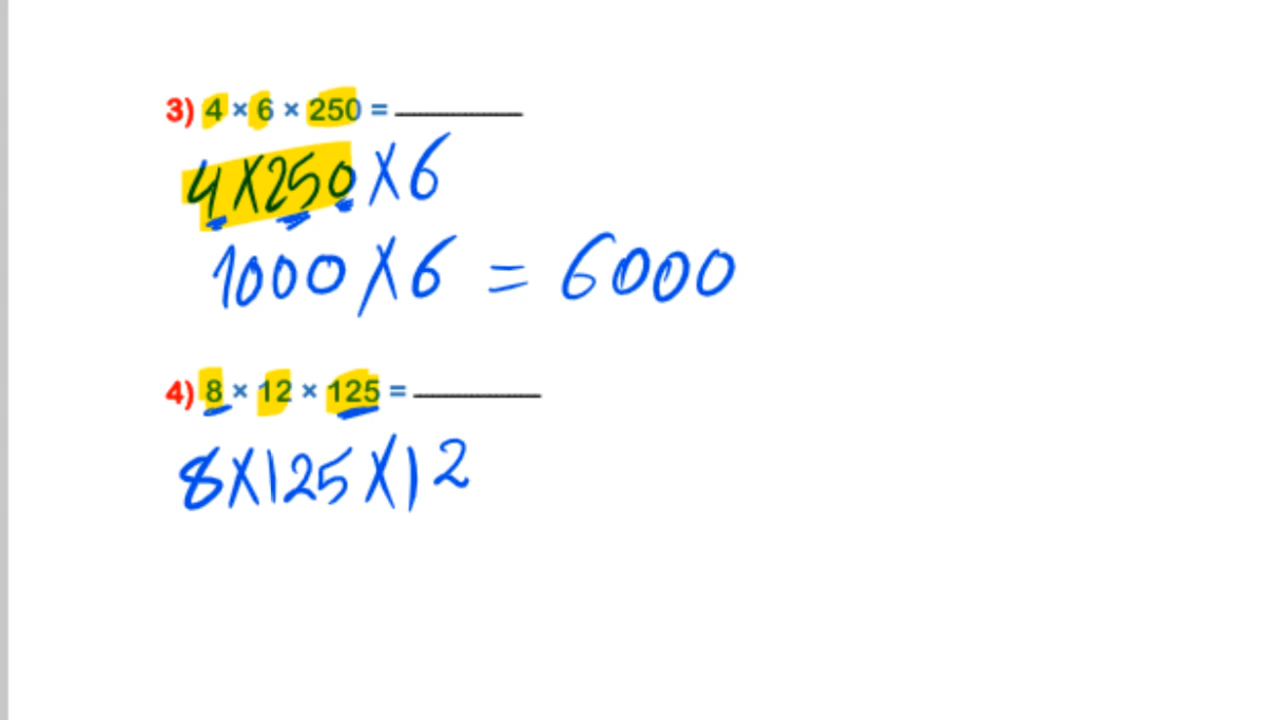 3) 4 × 6 × 250 = ________
4X250X6
1000X6 = 6000
4) 8 × 12 × 125 = ________
8X125X12